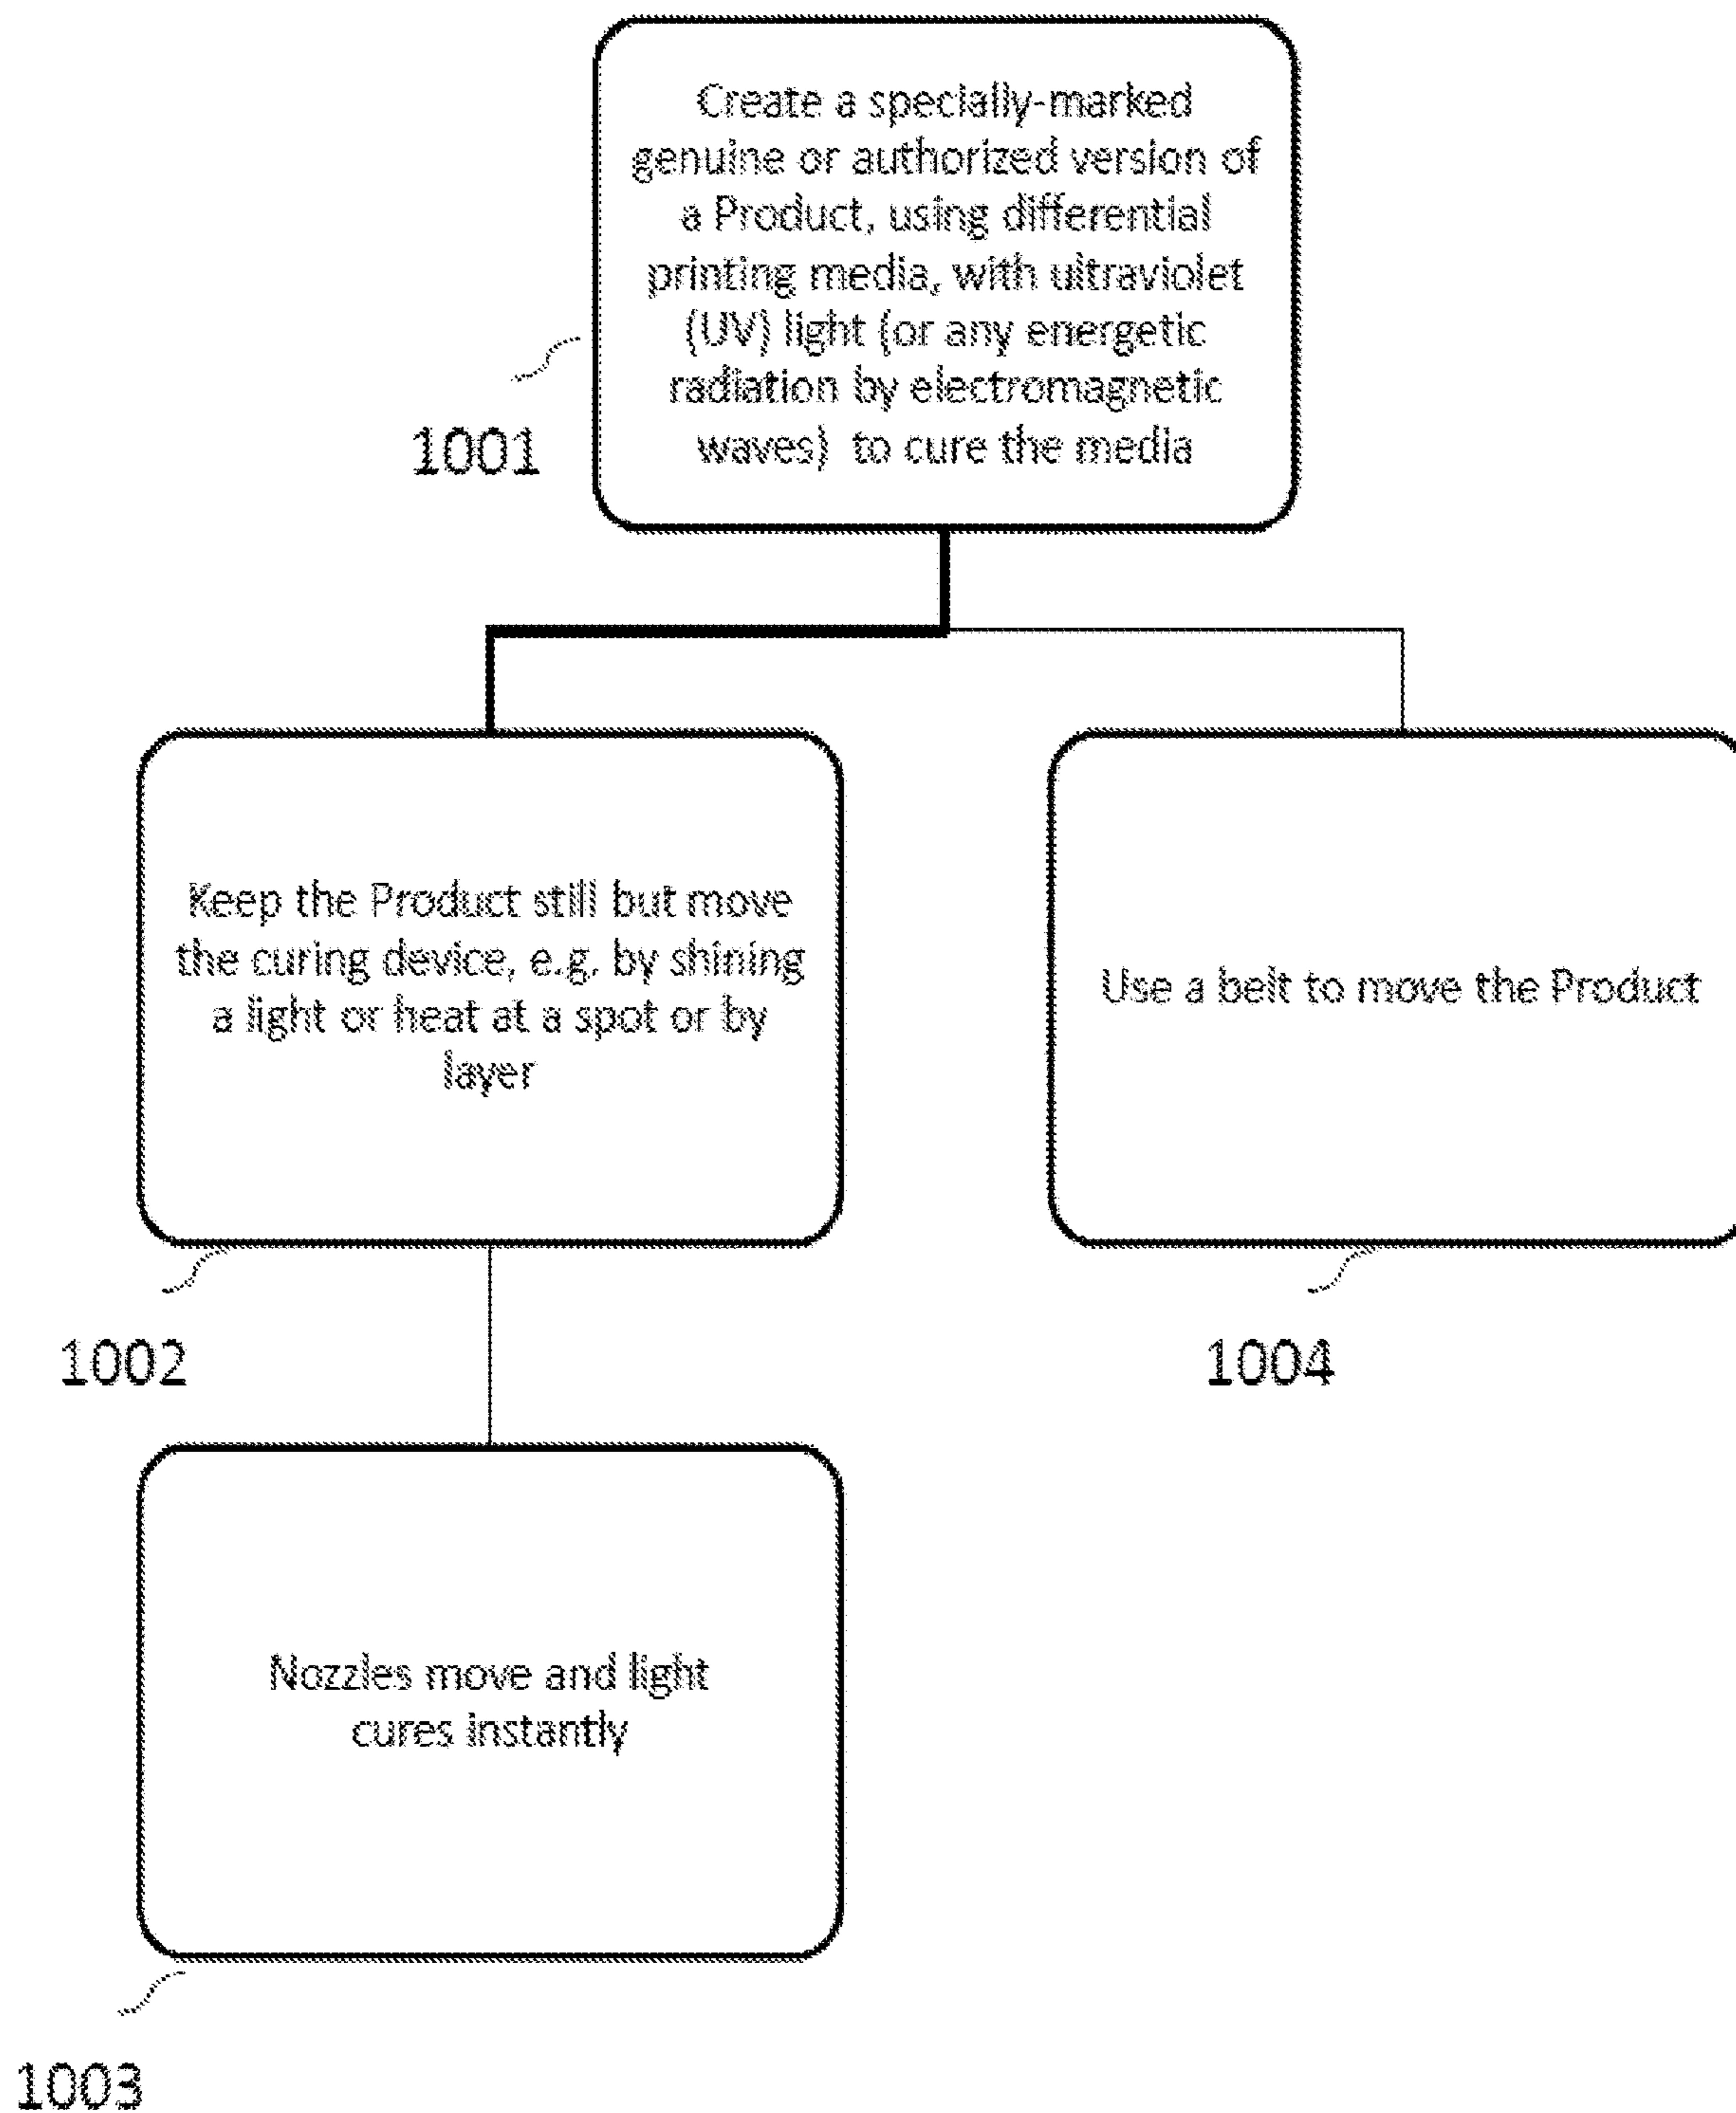 Create a specially-marked
genuine or authorized version of
a Product, using differential
printing media, with ultraviolet
(UV) light (or any energetic
radiation by electromagnetic
waves) to cure the media
1001
Keep the Product still but move
the curing device, e.g. by shining
a light or heat at a spot or by
layer
Use a belt to move the Product
1002
1004
Nozzles move and light
cures instantly
1003